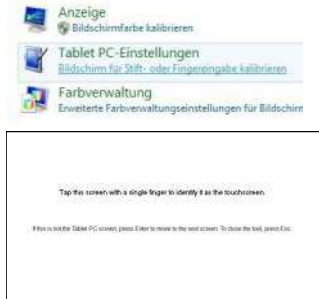 Anzeige
Bildschirmfarbe kalibrieren
Tablet PC-Einstellungen
Bildschirm für Stift- oder Fingereingabe kalibrieren
Farbverwaltung
Erweiterte Farbverwaltungseinstellungen für Bildschirm
Tap this screen with a single finger to identify it as the touchscreen.
If this is not the Tablet PC screen, press Enter to move to the next screen. To close the tool, press Esc.